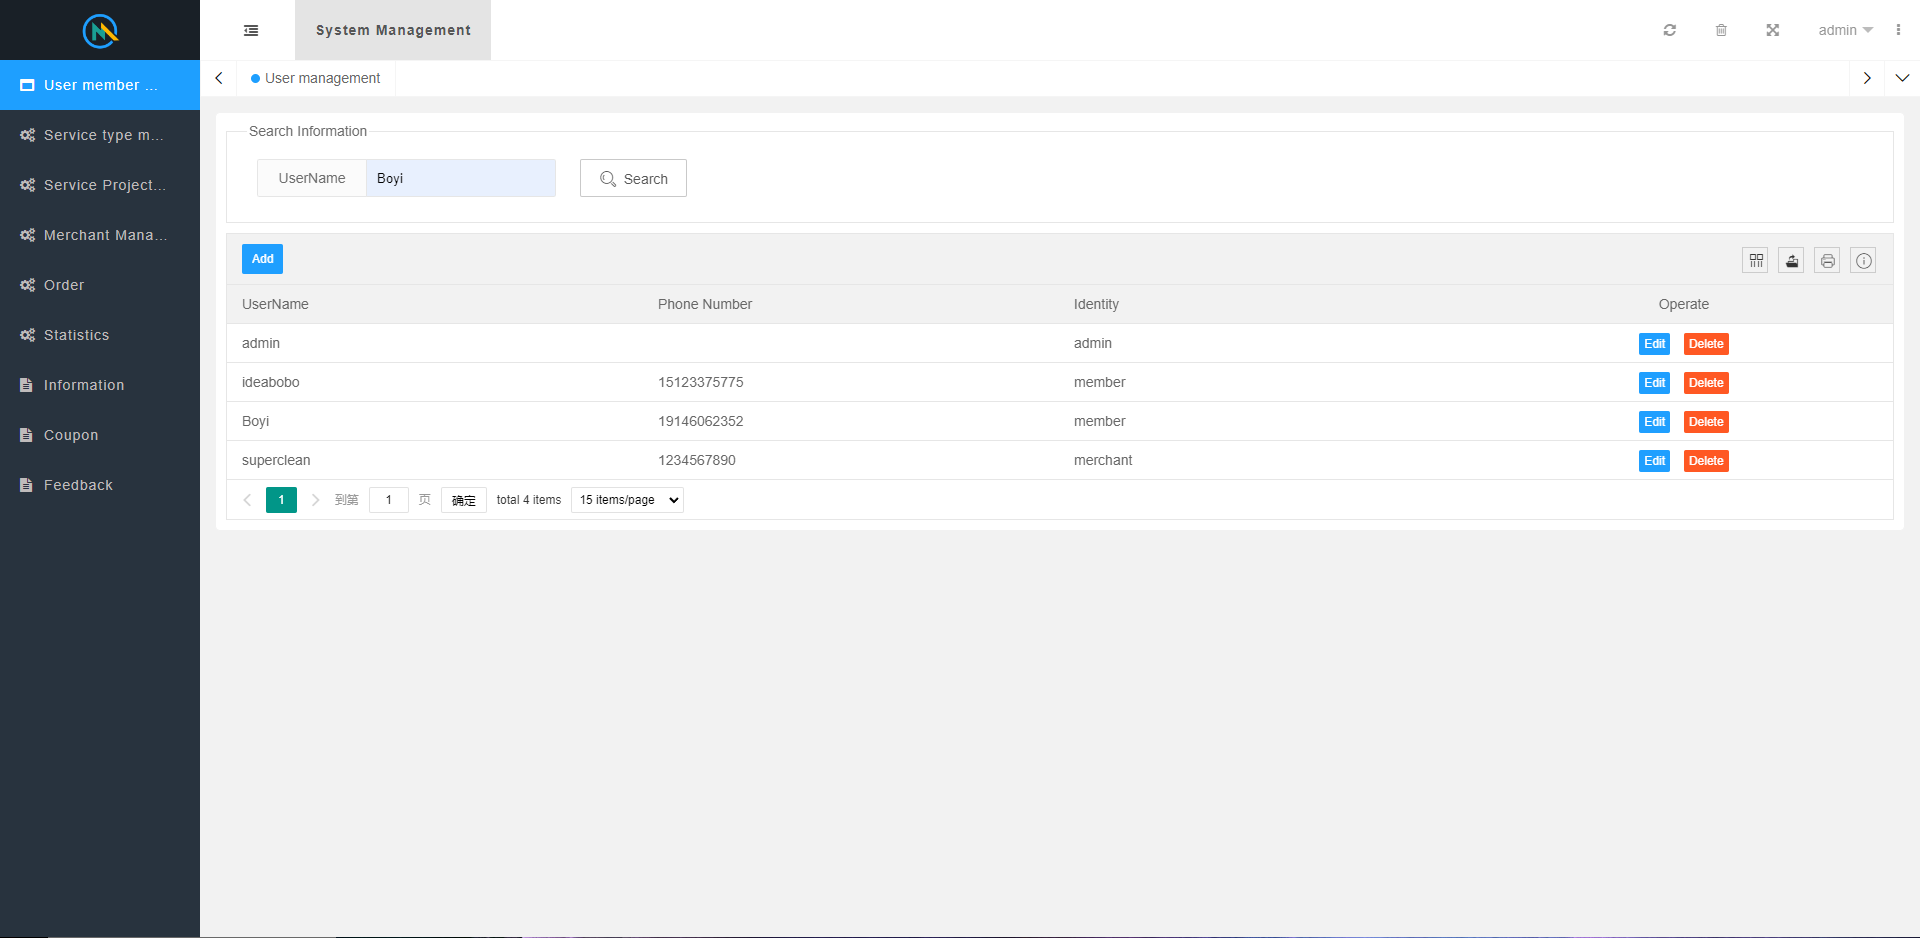 System Management
admin
User member ...
Service type m...
Service Project...
Merchant Mana...
Order
Statistics
Information
Coupon
Feedback
User management
Search Information
UserName
Boyi
Search
Add
UserName Phone Number Identity Operate
admin admin Edit Delete
ideabobo 15123375775 member Edit Delete
Boyi 19146062352 member Edit Delete
superclean 1234567890 merchant Edit Delete
1 到第 1 页 确定 total 4 items 15 items/page